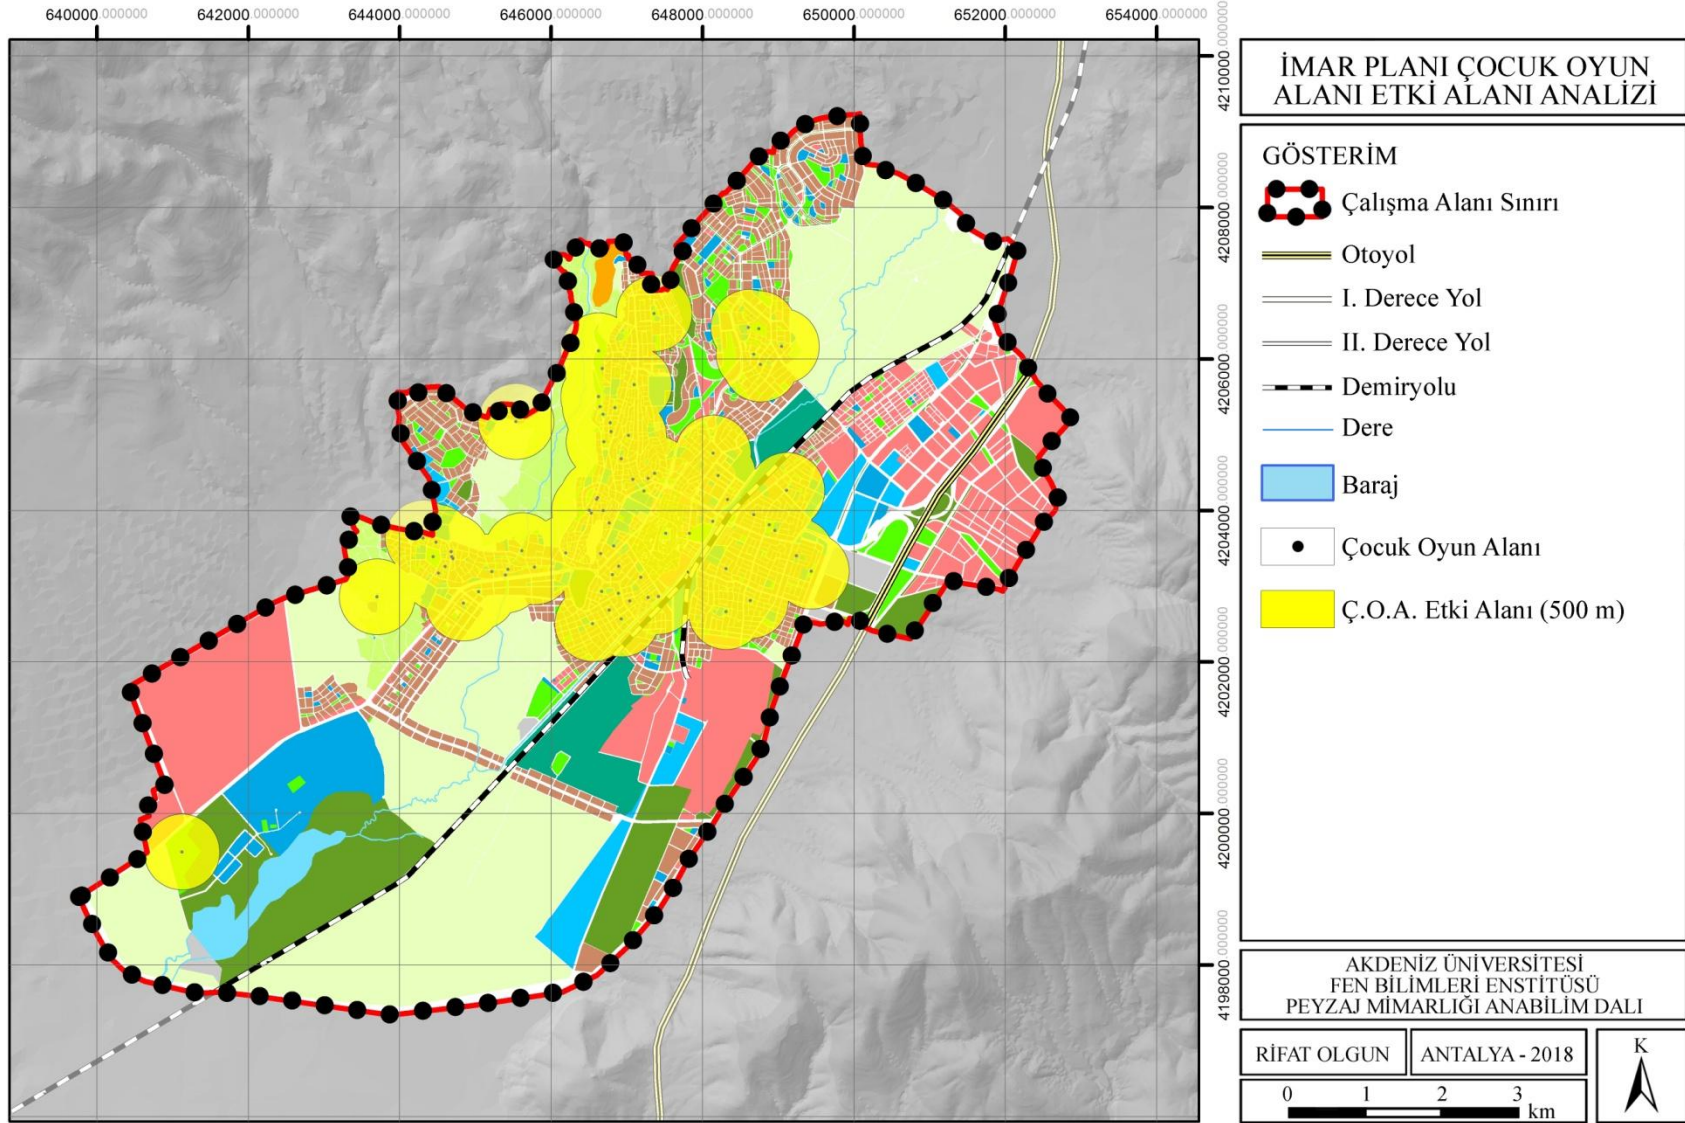 640000.000000 642000.000000 644000.000000 646000.000000 648000.000000 650000.000000 652000.000000 654000.000000
4210000.000000
4208000.000000
4206000.000000
4204000.000000
4202000.000000
4200000.000000
4198000.000000
İMAR PLANI ÇOCUK OYUN
ALANI ETKİ ALANI ANALİZİ
GÖSTERİM
Çalışma Alanı Sınırı
Otoyol
I. Derece Yol
II. Derece Yol
Demiryolu
Dere
Baraj
Çocuk Oyun Alanı
Ç.O.A. Etki Alanı (500 m)
AKDENİZ ÜNİVERSİTESİ
FEN BİLİMLERİ ENSTİTÜSÜ
PEYZAJ MİMARLIĞI ANABİLİM DALI
RİFAT OLGUN ANTALYA - 2018
K
0 1 2 3
km